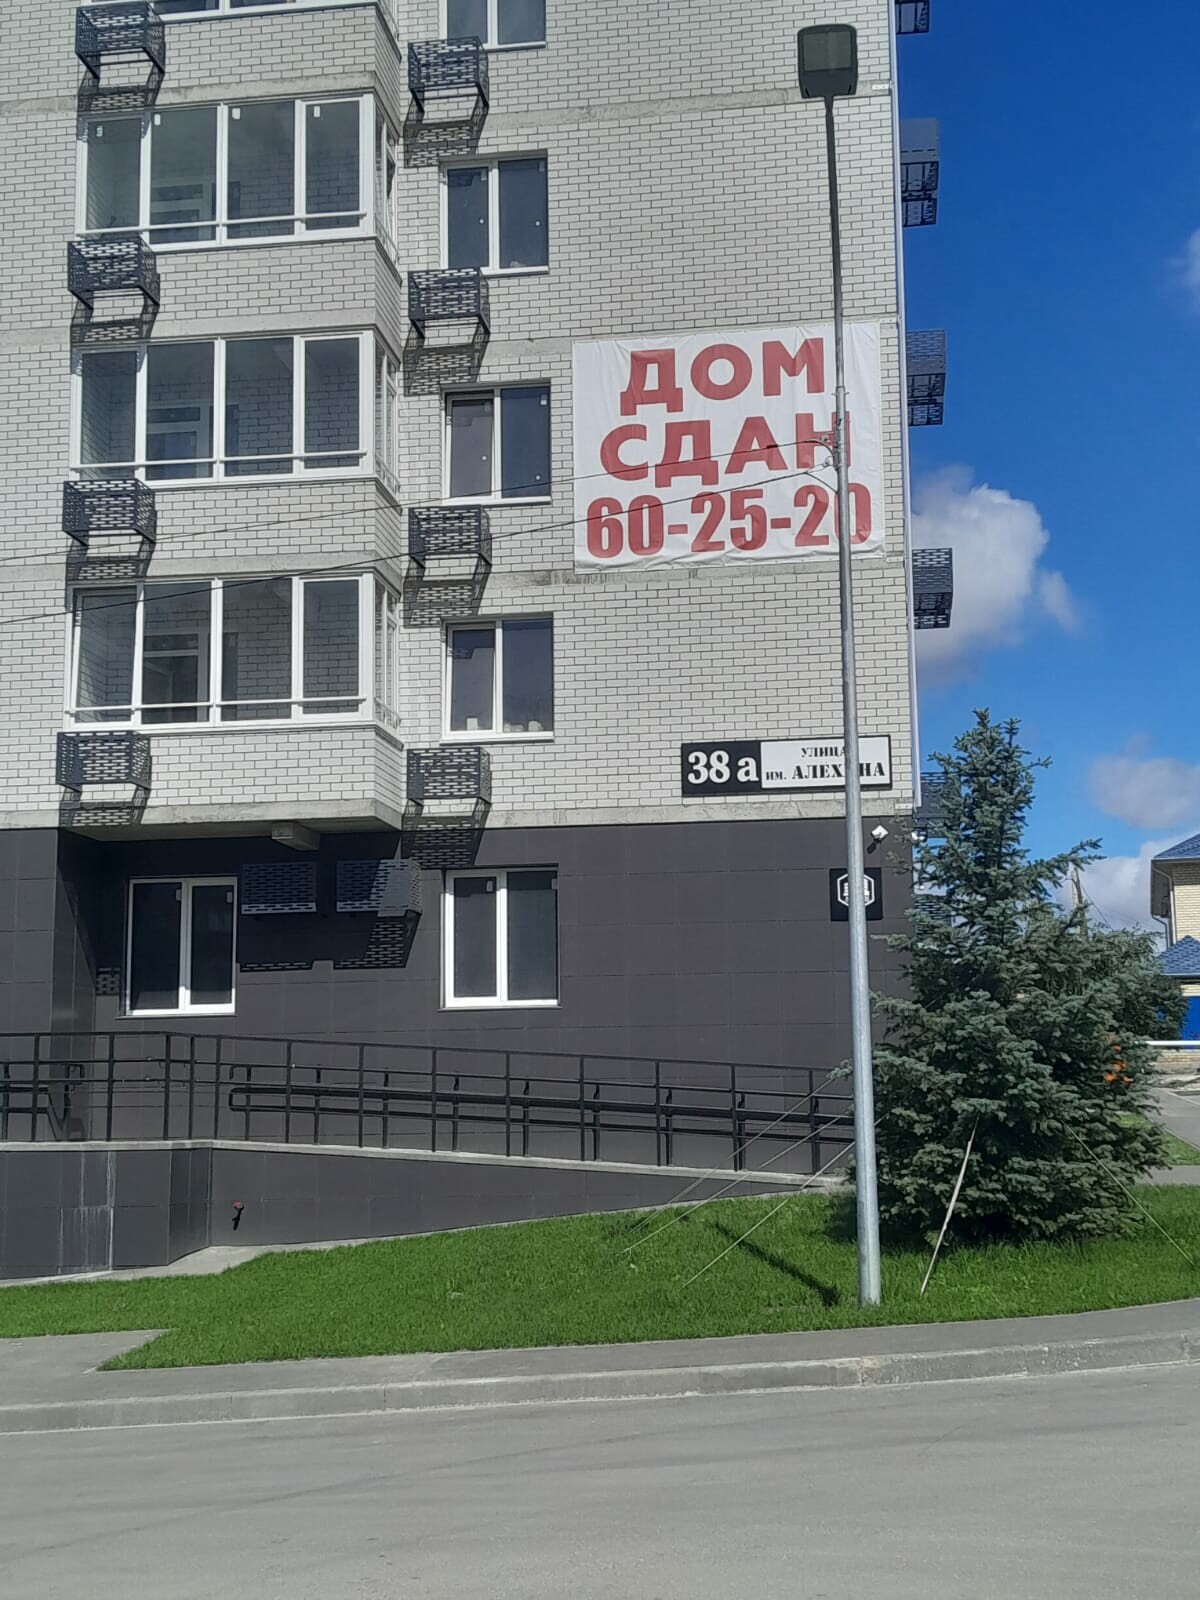 ДОМ
СДАН
60-25-20
38 а
УЛИЦА
ИМ. АЛЕХИНА